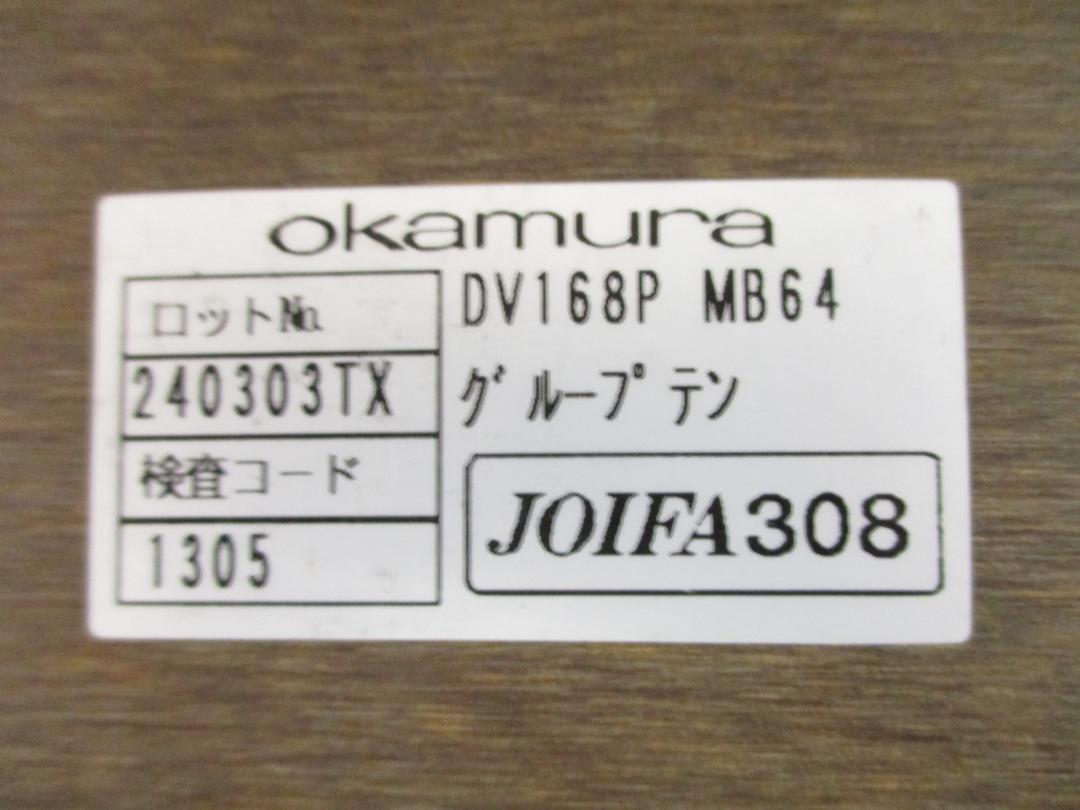 okamura
ロットNo.
240303TX
検査コード
1305
DV168P MB64
グループテン
JOIFA308